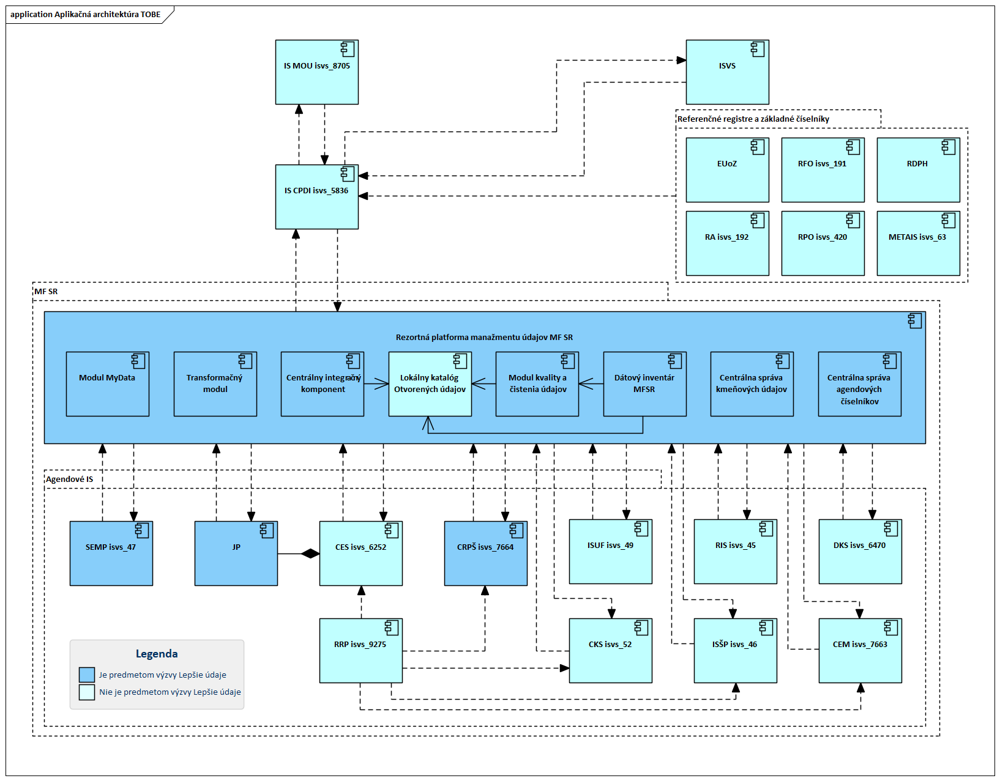 application Aplikačná architektúra TOBE
IS MOU isvs_8705
ISVS
Referenčné registre a základné číselníky
EUoZ
RFO isvs_191
RDPH
IS CPDI isvs_5836
RA isvs_192
RPO isvs_420
METAIS isvs_63
MF SR
Rezortná platforma manažmentu údajov MF SR
Modul MyData
Transformačný
modul
Centrálny integračný
komponent
Lokálny katalóg
Otvorených údajov
Modul kvality a
čistenia údajov
Dátový inventár
MFSR
Centrálna správa
kmeňových údajov
Centrálna správa
agendových
číselníkov
Agendové IS
SEMP isvs_47
JP
CES isvs_6252
CRPŠ isvs_7664
ISUF isvs_49
RIS isvs_45
DKS isvs_6470
RRP isvs_9275
CKS isvs_52
ISŠP isvs_46
CEM isvs_7663
Legenda
Je predmetom výzvy Lepšie údaje
Nie je predmetom výzvy Lepšie údaje